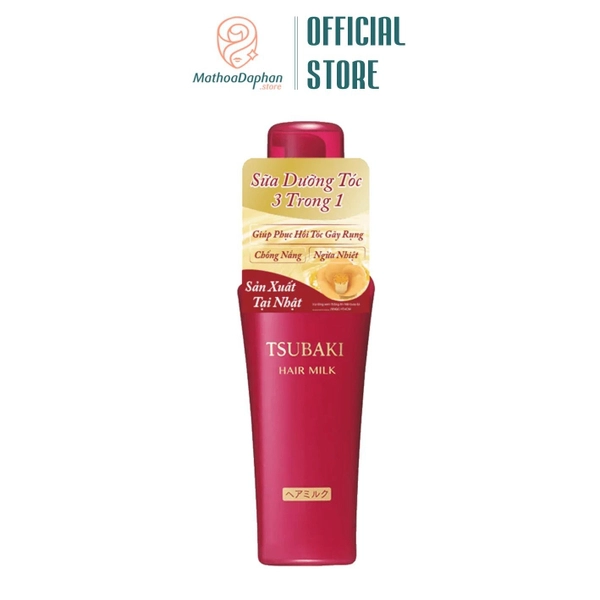 MathoaDaphan
.store
OFFICIAL
STORE
Sữa Dưỡng Tóc
3 Trong 1
Giúp Phục Hồi Tóc Gãy Rụng
Chống Nắng
Ngừa Nhiệt
Sản Xuất
Tại Nhật
TSUBAKI
HAIR MILK
ヘアミルク